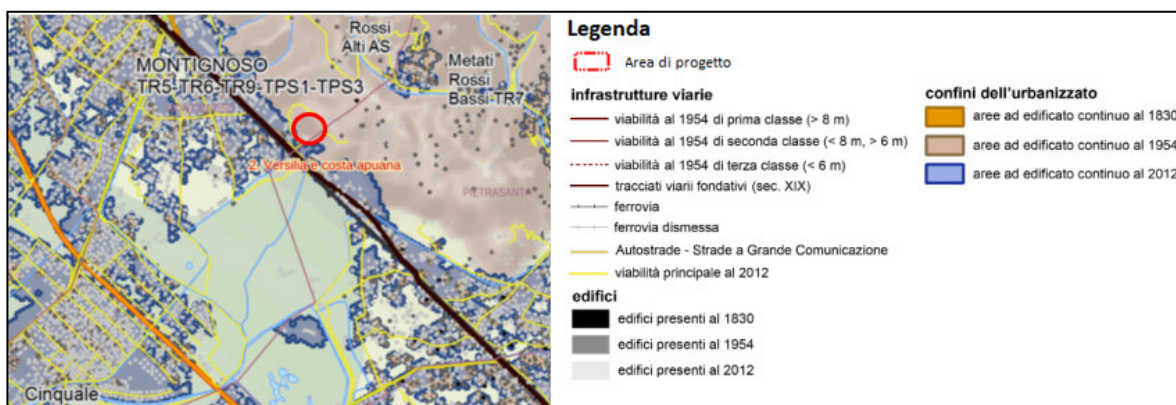 Rossi
Alti AS
Metati
Rossi
Bassi-TR7
MONTIGNOSO
TR5-TR6-TR9-TPS1-TPS3
2. Versilia e costa apuana
PIETRASANTA
Cinquale
Legenda
Area di progetto
infrastrutture viarie
viabilità al 1954 di prima classe (> 8 m)
viabilità al 1954 di seconda classe (< 8 m, > 6 m)
viabilità al 1954 di terza classe (< 6 m)
tracciati viarii fondativi (sec. XIX)
ferrovia
ferrovia dismessa
Autostrade - Strade a Grande Comunicazione
viabilità principale al 2012
edifici
edifici presenti al 1830
edifici presenti al 1954
edifici presenti al 2012
confini dell'urbanizzato
aree ad edificato continuo al 1830
aree ad edificato continuo al 1954
aree ad edificato continuo al 2012